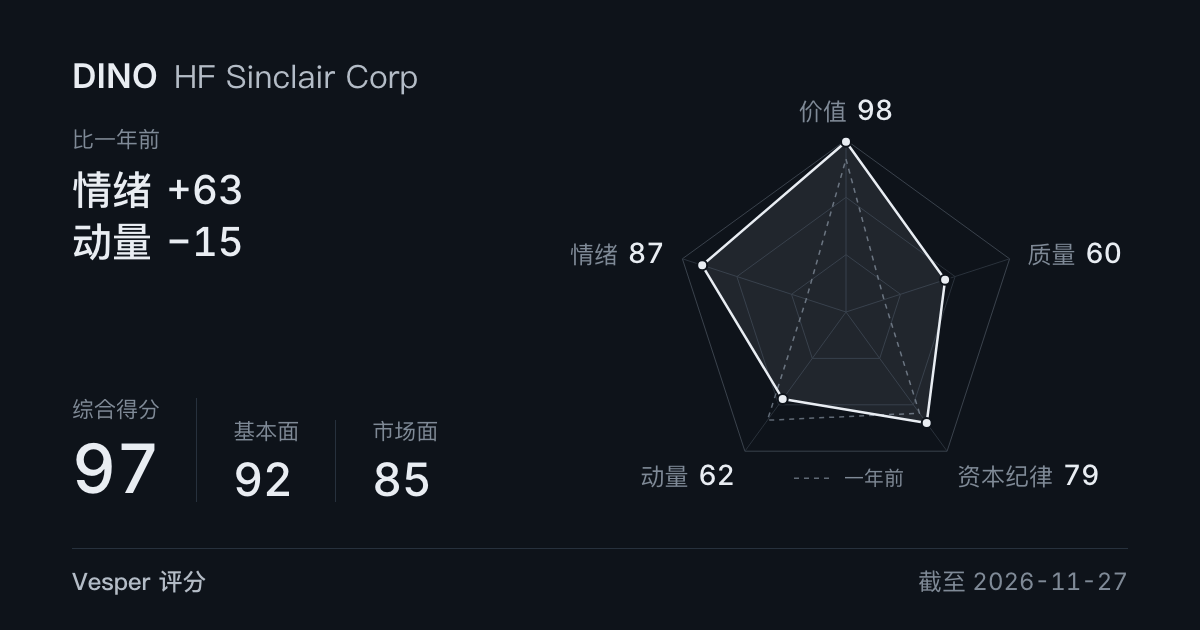 DINO HF Sinclair Corp
比一年前
情绪 +63
动量 −15
价值 98
情绪 87
质量 60
动量 62
一年前
资本纪律 79
综合得分
97
基本面
92
市场面
85
Vesper 评分
截至 2026-11-27